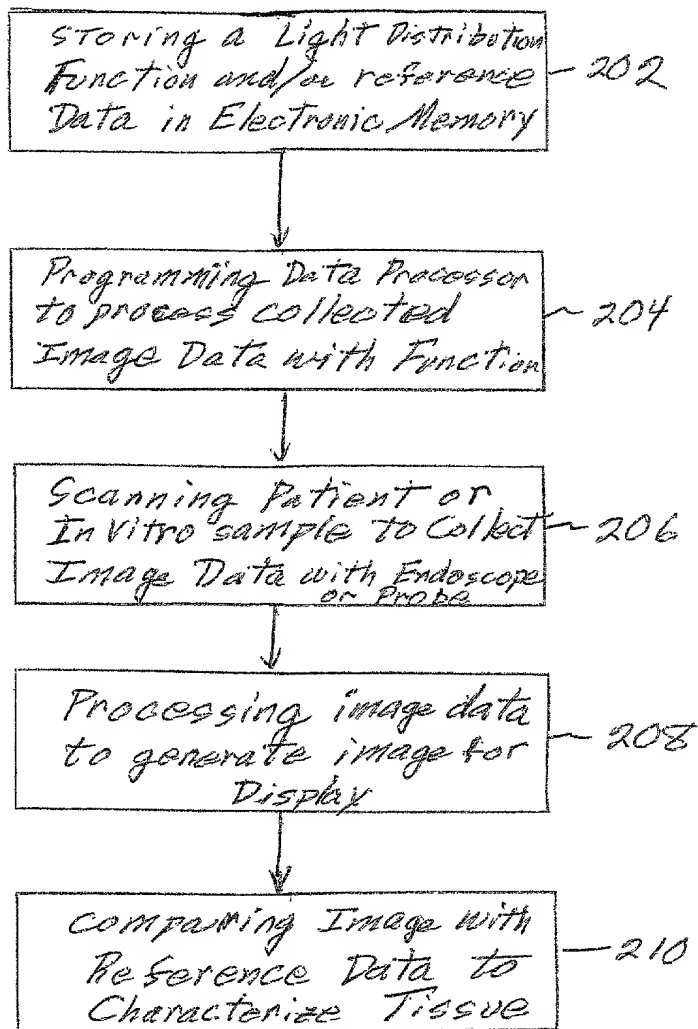 Storing a Light Distribution
Function and/or reference
Data in Electronic Memory
202
Programming Data Processor
to process collected
Image Data with Function
204
Scanning Patient or
In Vitro sample to Collect
Image Data with Endoscope
or Probe
206
Processing image data
to generate image for
Display
208
Comparing Image with
Reference Data to
Characterize Tissue
210